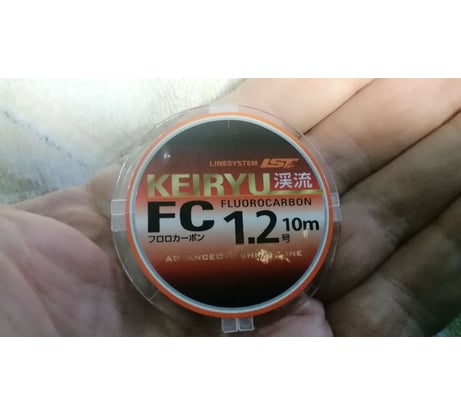 LINESYSTEM LST
KEIRYU 渓流
FC FLUOROCARBON
フロロカーボン 1.2号 10m
ADVANCED